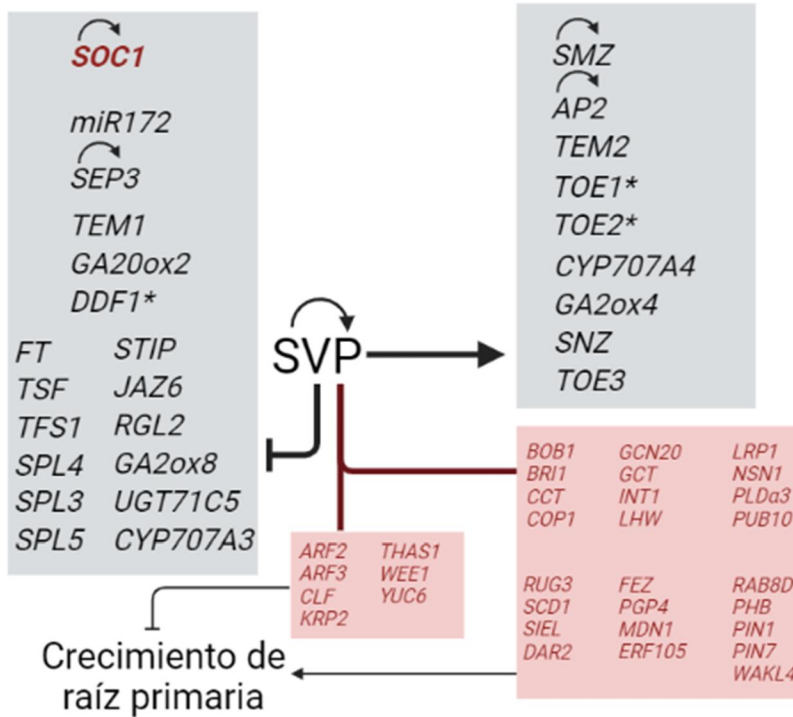 SOC1
miR172
SEP3
TEM1
GA20ox2
DDF1*
FT STIP
TSF JAZ6
TFS1 RGL2
SPL4 GA2ox8
SPL3 UGT71C5
SPL5 CYP707A3
SVP
SMZ
AP2
TEM2
TOE1*
TOE2*
CYP707A4
GA2ox4
SNZ
TOE3
BOB1 GCN20 LRP1
BRI1 GCT NSN1
CCT INT1 PLDα3
COP1 LHW PUB10
RUG3 FEZ RAB8D
SCD1 PGP4 PHB
SIEL MDN1 PIN1
DAR2 ERF105 PIN7
WAKL4
ARF2 THAS1
ARF3 WEE1
CLF YUC6
KRP2
Crecimiento de
raíz primaria